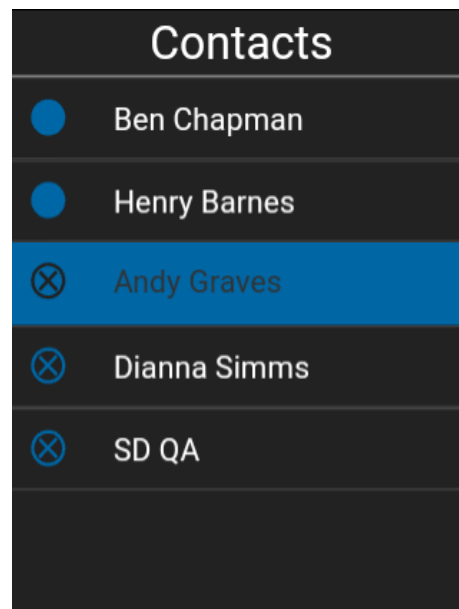 Contacts
Ben Chapman
Henry Barnes
Andy Graves
Dianna Simms
SD QA